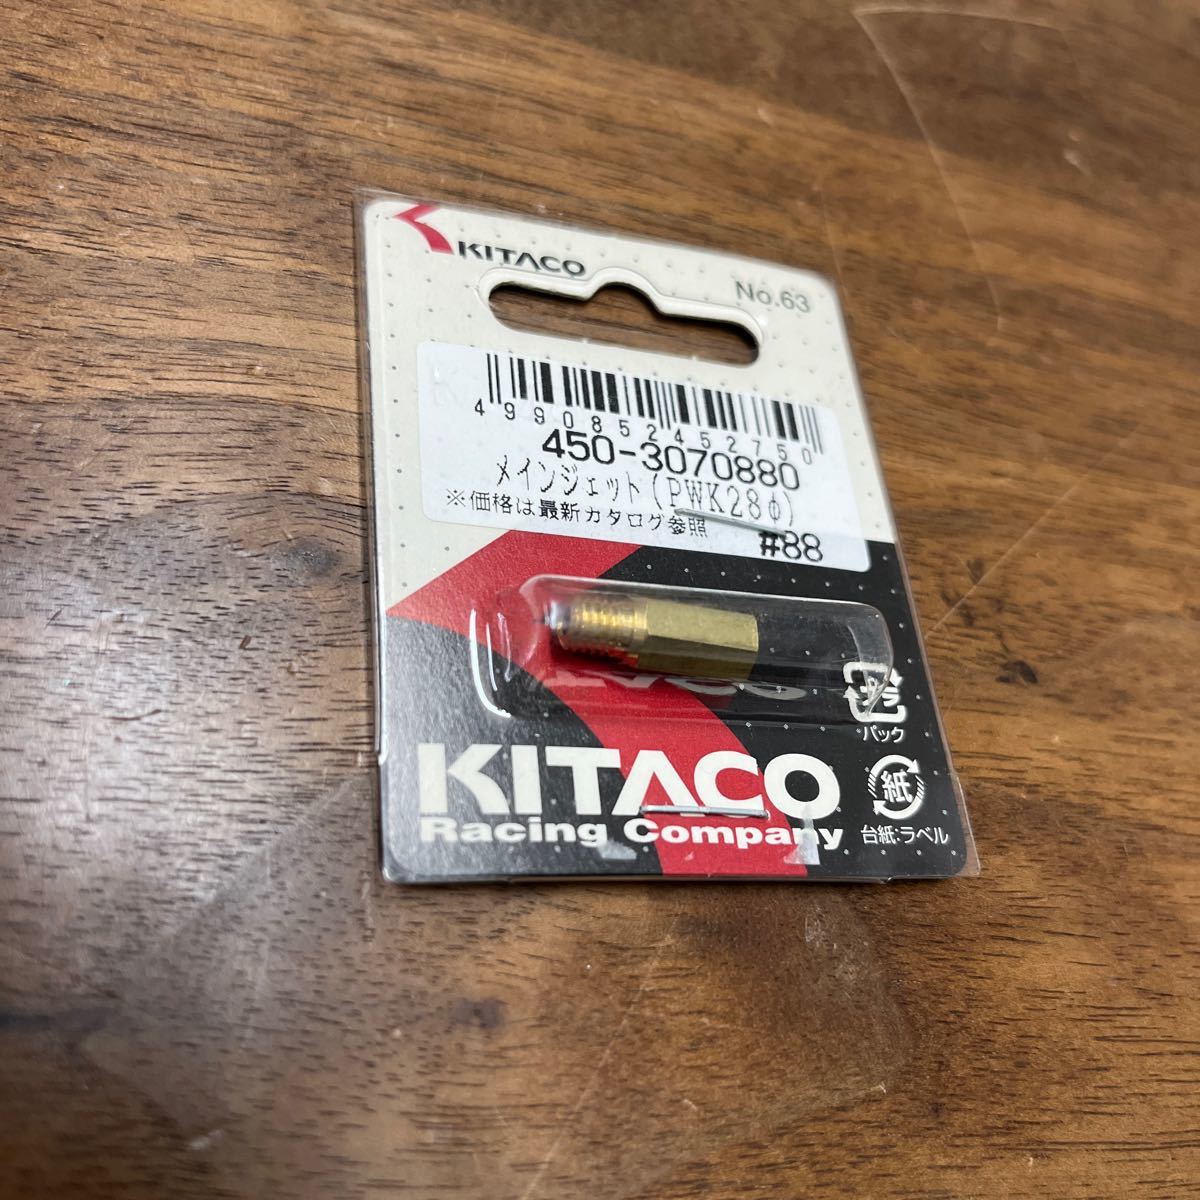 KITACO
No.63
4990852452750
450-3070880
メインジェット(PWK28φ)
※価格は最新カタログ参照
#88
プラ
パック
KITACO
Racing Company
紙
台紙:ラベル